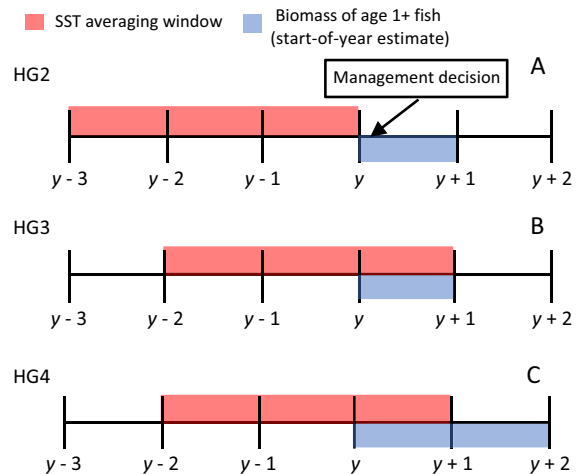 SST averaging window
Biomass of age 1+ fish
(start-of-year estimate)
HG2
Management decision
A
y - 3 y - 2 y - 1 y y + 1 y + 2
HG3
B
y - 3 y - 2 y - 1 y y + 1 y + 2
HG4
C
y - 3 y - 2 y - 1 y y + 1 y + 2